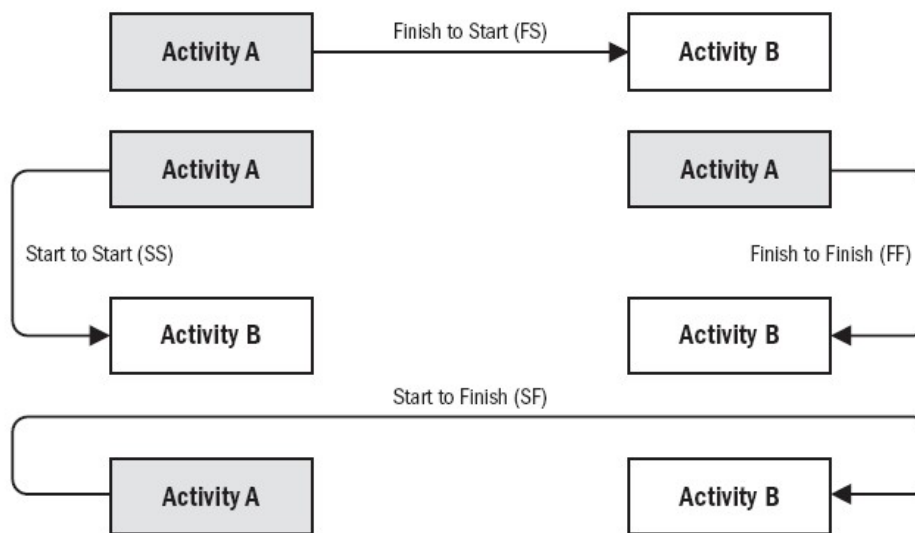 Activity A
Finish to Start (FS)
Activity B
Activity A
Activity A
Start to Start (SS)
Finish to Finish (FF)
Activity B
Activity B
Start to Finish (SF)
Activity A
Activity B